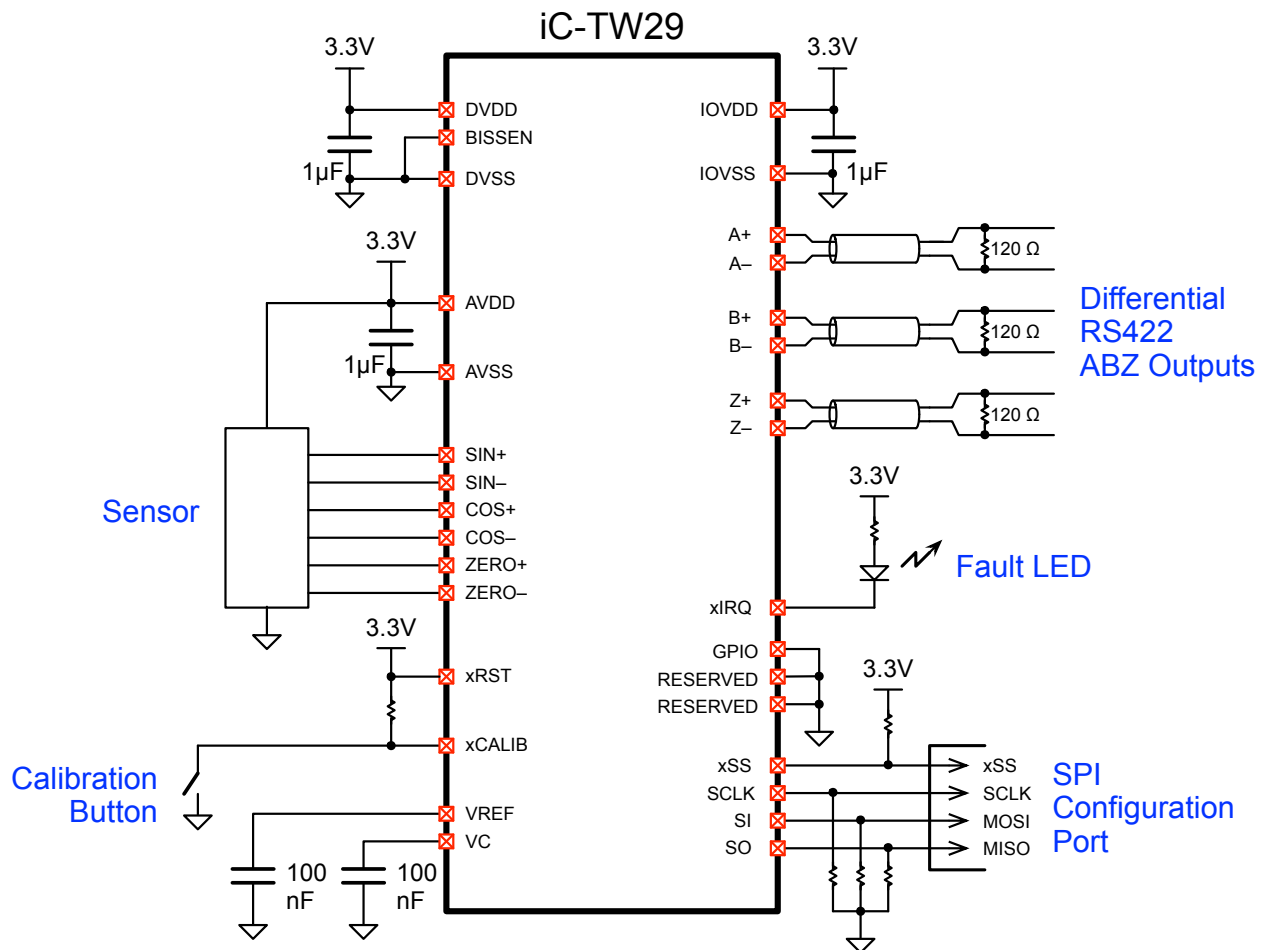 iC-TW29
3.3V
DVDD
BISSEN
1µF
DVSS
3.3V
AVDD
1µF
AVSS
Sensor
SIN+
SIN–
COS+
COS–
ZERO+
ZERO–
3.3V
xRST
xCALIB
Calibration
Button
VREF
VC
100
nF
100
nF
3.3V
IOVDD
IOVSS
1µF
A+
A–
120 Ω
B+
B–
120 Ω
Z+
Z–
120 Ω
Differential
RS422
ABZ Outputs
3.3V
Fault LED
xIRQ
GPIO
RESERVED
RESERVED
3.3V
xSS
SCLK
SI
SO
xSS
SCLK
MOSI
MISO
SPI
Configuration
Port